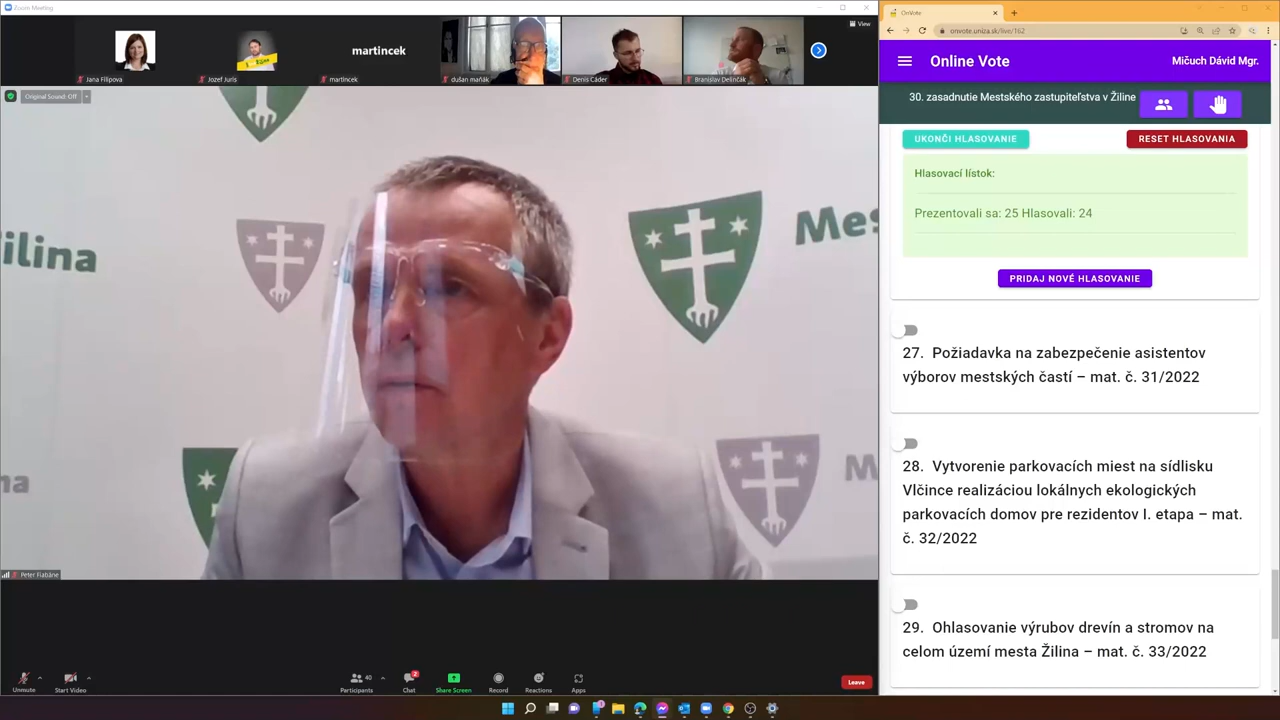 Zoom Meeting
View
martincek
Jana Filipova
Jozef Juris
martincek
dušan maňák
Denis Cáder
Branislav Delinčák
Original Sound: Off
ilina
Mes
na
M
Peter Fiabáne
Unmute
Start Video
Participants
40
Chat
2
Share Screen
Record
Reactions
Apps
Leave
OnVote
onvote.uniza.sk/live/162
Online Vote
Mičuch Dávid Mgr.
30. zasadnutie Mestského zastupiteľstva v Žiline
UKONČI HLASOVANIE
RESET HLASOVANIA
Hlasovací lístok:
Prezentovali sa: 25 Hlasovali: 24
PRIDAJ NOVÉ HLASOVANIE
27. Požiadavka na zabezpečenie asistentov
výborov mestských častí – mat. č. 31/2022
28. Vytvorenie parkovacích miest na sídlisku
Vlčince realizáciou lokálnych ekologických
parkovacích domov pre rezidentov I. etapa – mat.
č. 32/2022
29. Ohlasovanie výrubov drevín a stromov na
celom území mesta Žilina – mat. č. 33/2022